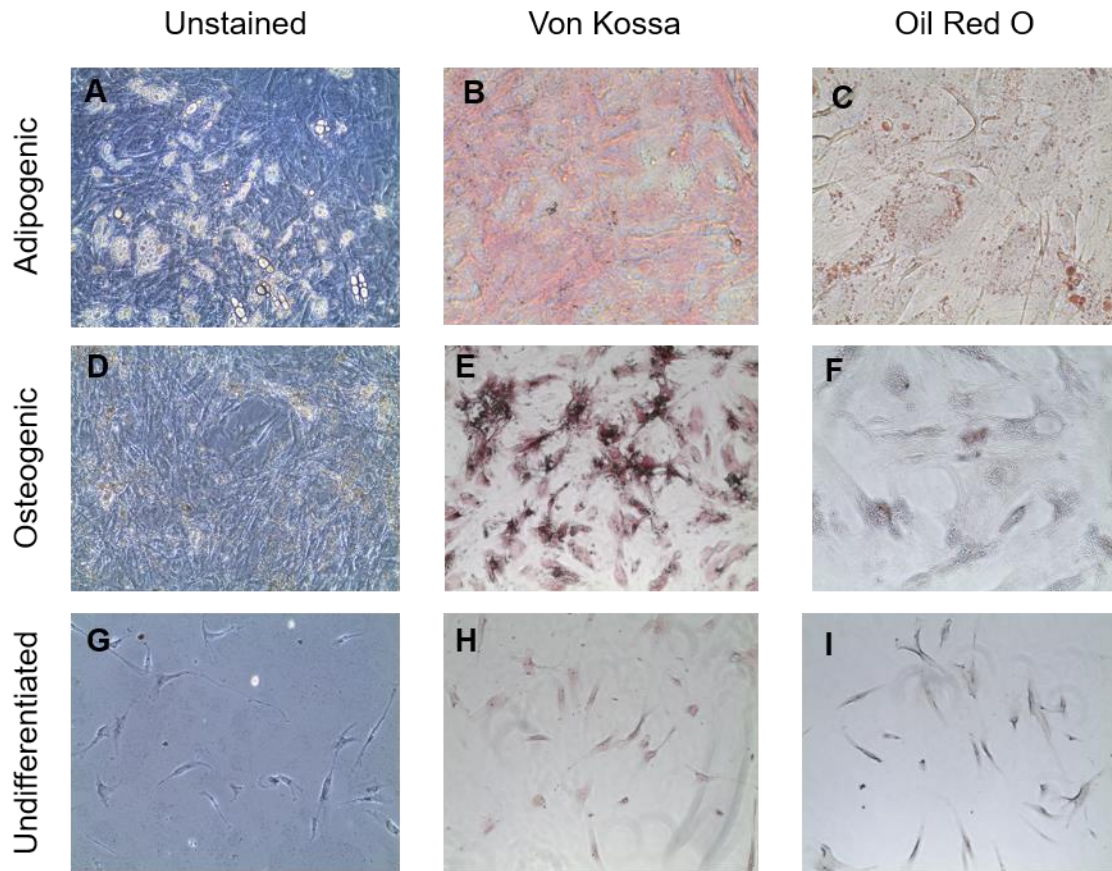 Unstained Von Kossa Oil Red O
Adipogenic
A B C
Osteogenic
D E F
Undifferentiated
G H I